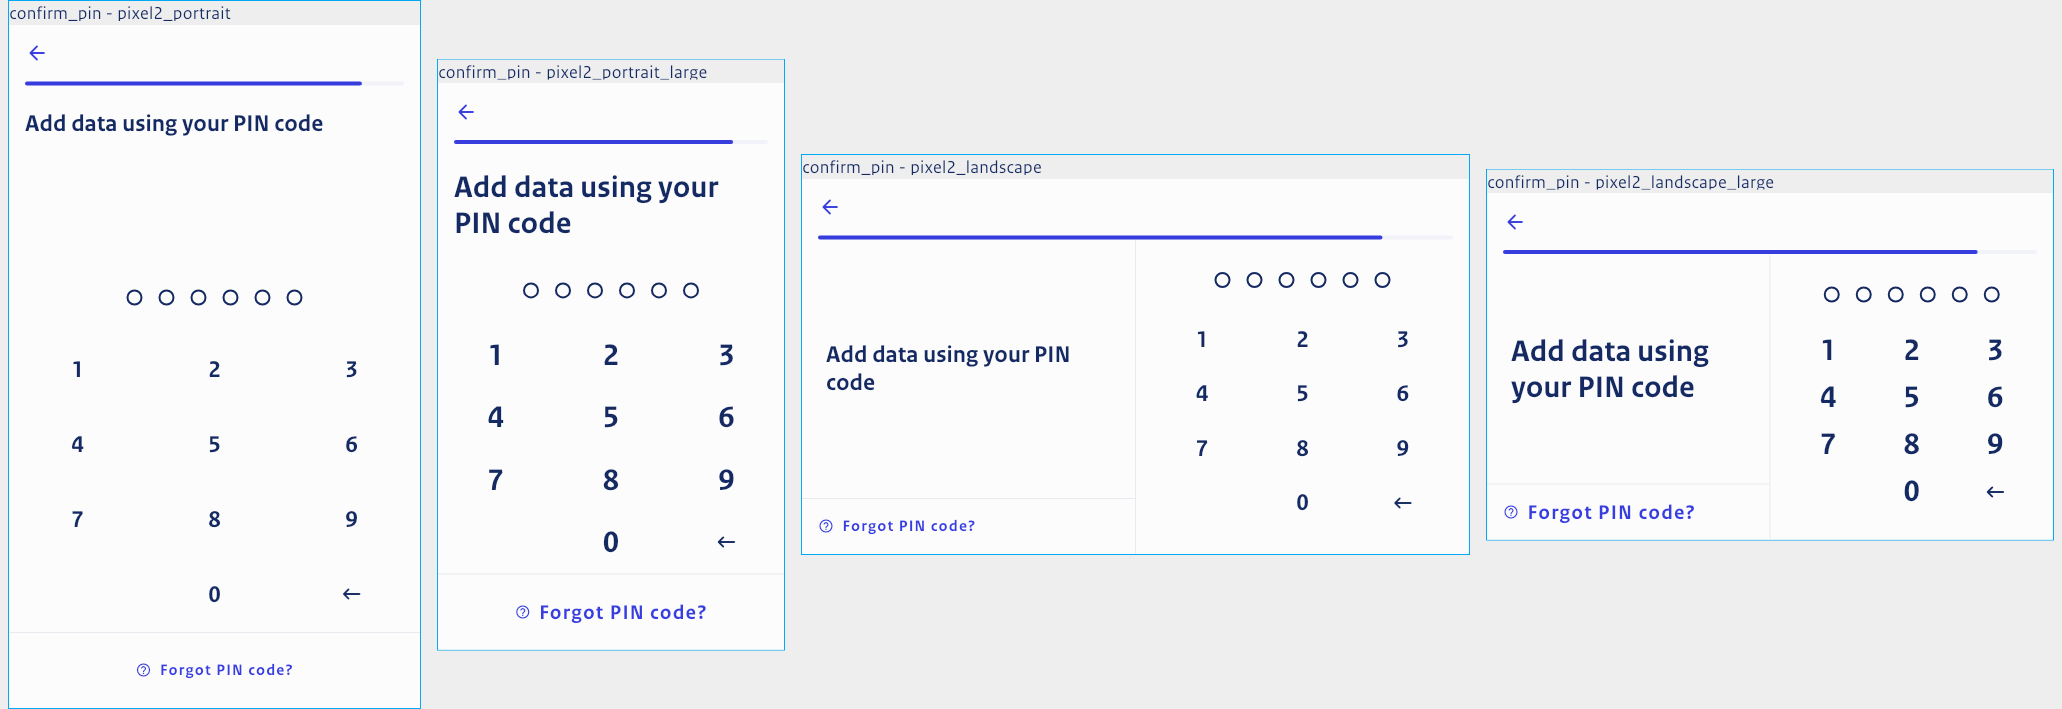 confirm_pin - pixel2_portrait
Add data using your PIN code
1 2 3
4 5 6
7 8 9
0
Forgot PIN code?
confirm_pin - pixel2_portrait_large
Add data using your
PIN code
1 2 3
4 5 6
7 8 9
0
Forgot PIN code?
confirm_pin - pixel2_landscape
Add data using your PIN
code
Forgot PIN code?
1 2 3
4 5 6
7 8 9
0
confirm_pin - pixel2_landscape_large
Add data using
your PIN code
Forgot PIN code?
1 2 3
4 5 6
7 8 9
0